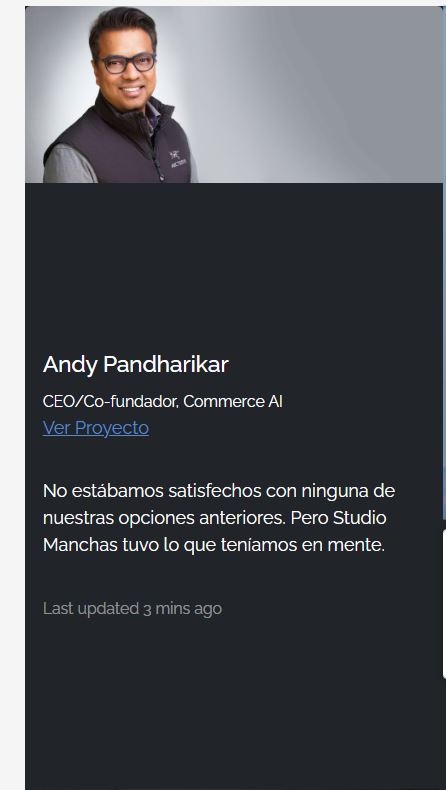 Andy Pandharikar
CEO/Co-fundador, Commerce AI
Ver Proyecto
No estábamos satisfechos con ninguna de
nuestras opciones anteriores. Pero Studio
Manchas tuvo lo que teníamos en mente.
Last updated 3 mins ago